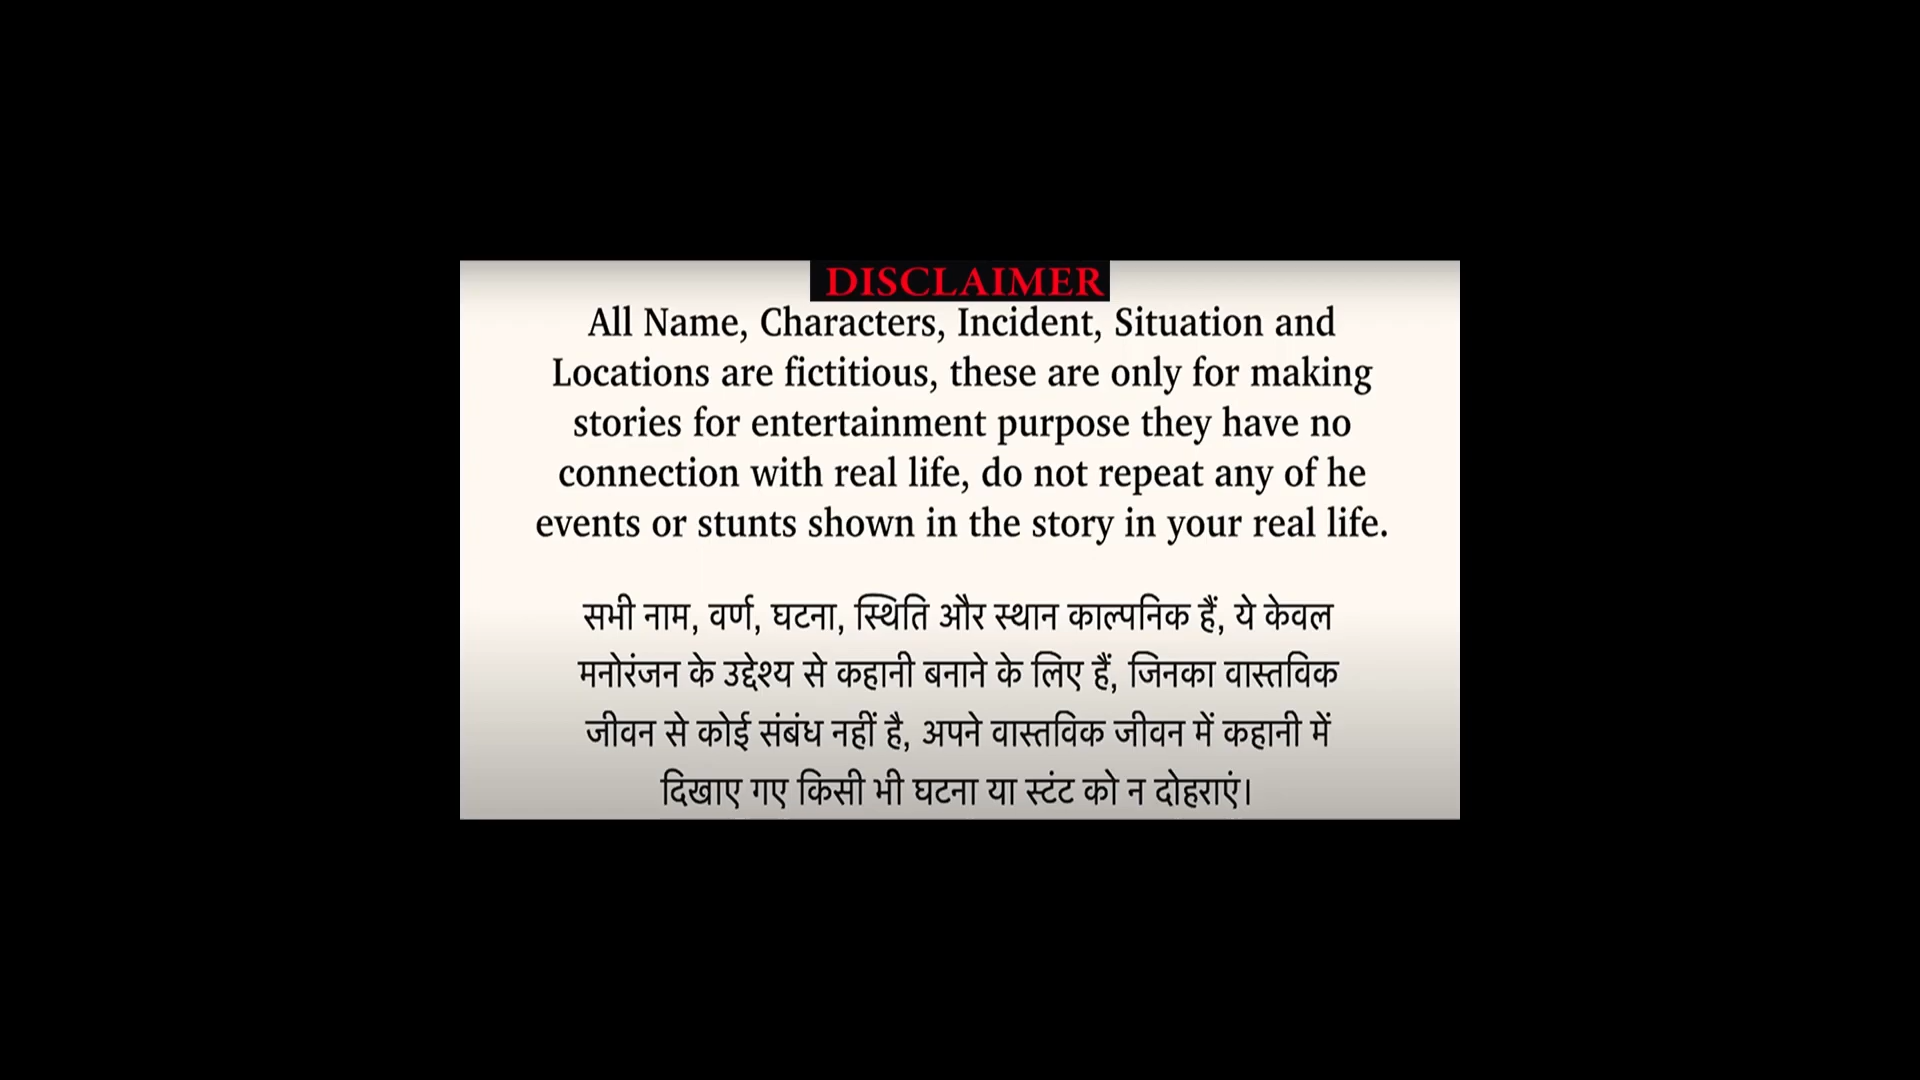 DISCLAIMER
All Name, Characters, Incident, Situation and
Locations are fictitious, these are only for making
stories for entertainment purpose they have no
connection with real life, do not repeat any of he
events or stunts shown in the story in your real life.
सभी नाम, वर्ण, घटना, स्थिति और स्थान काल्पनिक हैं, ये केवल
मनोरंजन के उद्देश्य से कहानी बनाने के लिए हैं, जिनका वास्तविक
जीवन से कोई संबंध नहीं है, अपने वास्तविक जीवन में कहानी में
दिखाए गए किसी भी घटना या स्टंट को न दोहराएं।